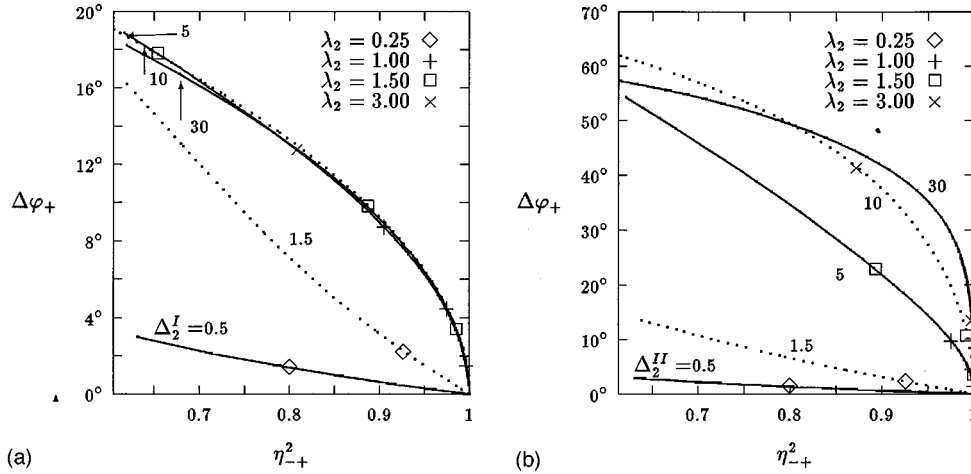 20°
16°
12°
8°
4°
0°
Δφ₊
5
10
30
1.5
Δ₂ᴵ=0.5
λ₂ = 0.25
λ₂ = 1.00
λ₂ = 1.50
λ₂ = 3.00
0.7
0.8
0.9
1
η²₋₊
(a)
70°
60°
50°
40°
30°
20°
10°
0°
Δφ₊
λ₂ = 0.25
λ₂ = 1.00
λ₂ = 1.50
λ₂ = 3.00
30
10
5
1.5
Δ₂ᴵᴵ=0.5
0.7
0.8
0.9
1
η²₋₊
(b)